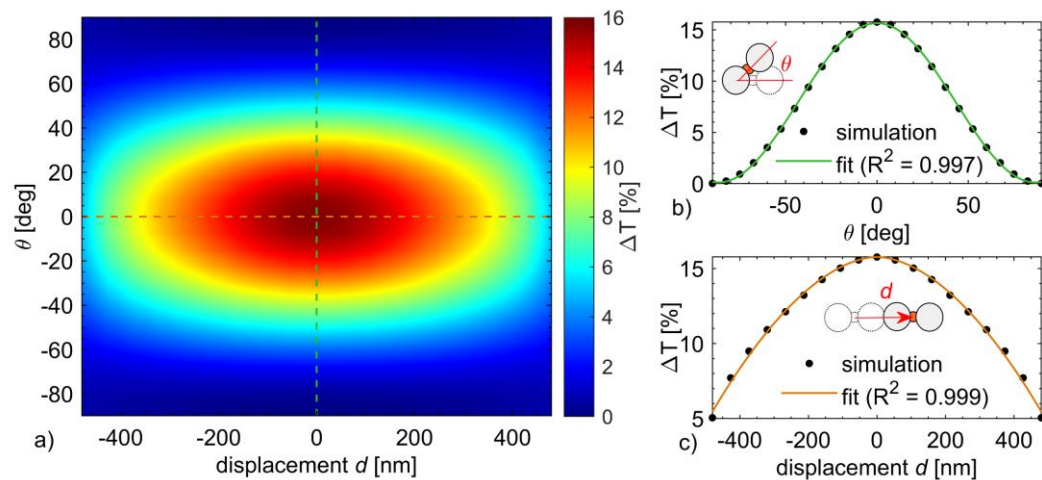 80
60
40
20
0
-20
-40
-60
-80
θ [deg]
-400 -200 0 200 400
displacement d [nm]
a)
16
14
12
10
8
6
4
2
0
ΔT [%]
15
10
5
0
ΔT [%]
θ
simulation
fit (R² = 0.997)
-50 0 50
θ [deg]
b)
15
10
5
ΔT [%]
d
simulation
fit (R² = 0.999)
-400 -200 0 200 400
displacement d [nm]
c)